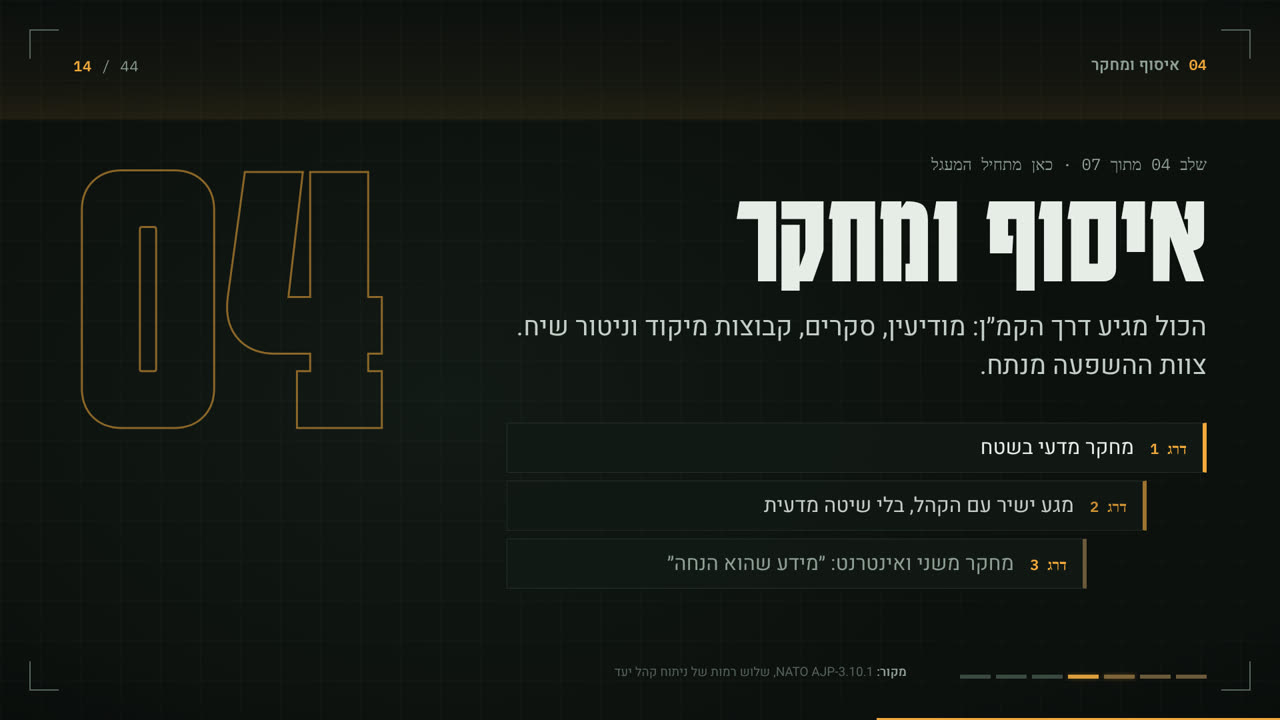 04 איסוף ומחקר
14 / 44
שלב 04 מתוך 07 · כאן מתחיל המעגל
איסוף ומחקר
04
הכול מגיע דרך הקמ״ן: מודיעין, סקרים, קבוצות מיקוד וניטור שיח.
צוות ההשפעה מנתח.
דרג 1 מחקר מדעי בשטח
דרג 2 מגע ישיר עם הקהל, בלי שיטה מדעית
דרג 3 מחקר משני ואינטרנט: ״מידע שהוא הנחה״
מקור: NATO AJP-3.10.1, שלוש רמות של ניתוח קהל יעד